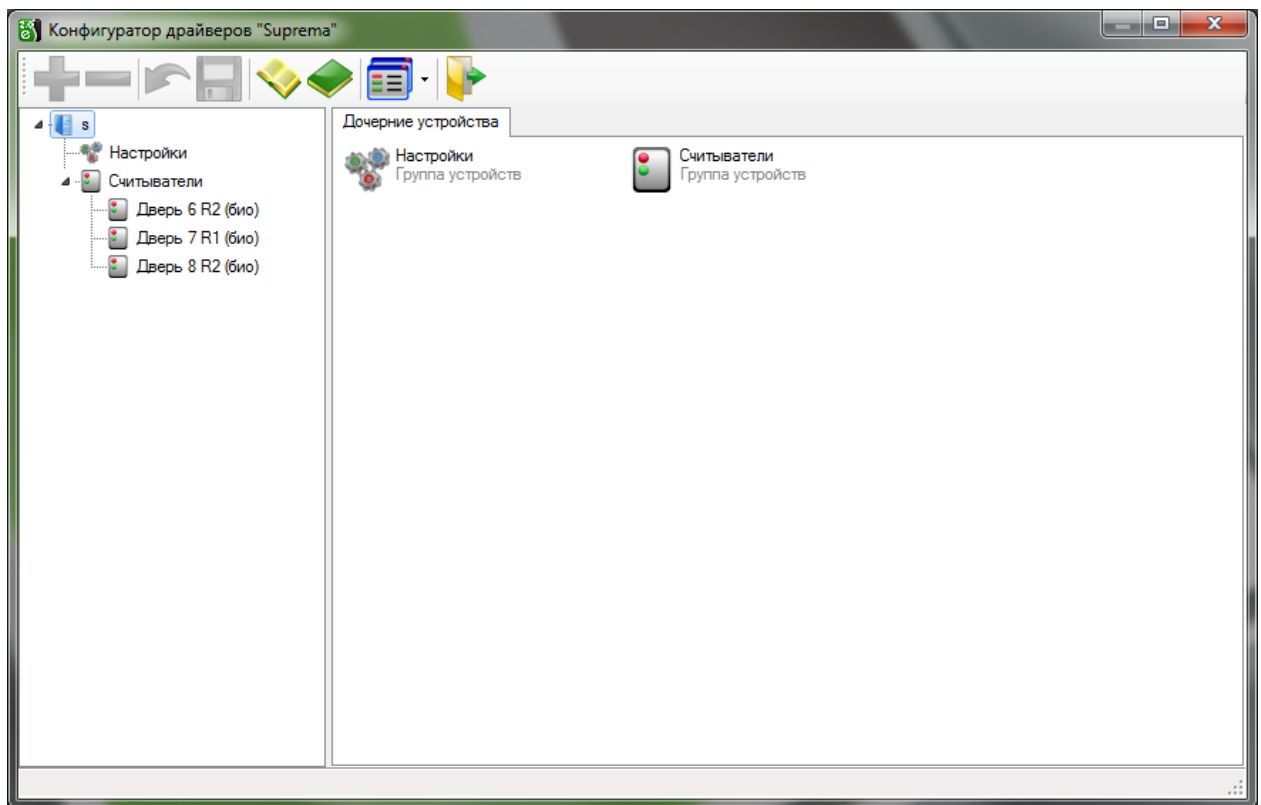 Конфигуратор драйверов "Suprema"
s
Настройки
Считыватели
Дверь 6 R2 (био)
Дверь 7 R1 (био)
Дверь 8 R2 (био)
Дочерние устройства
Настройки
Группа устройств
Считыватели
Группа устройств